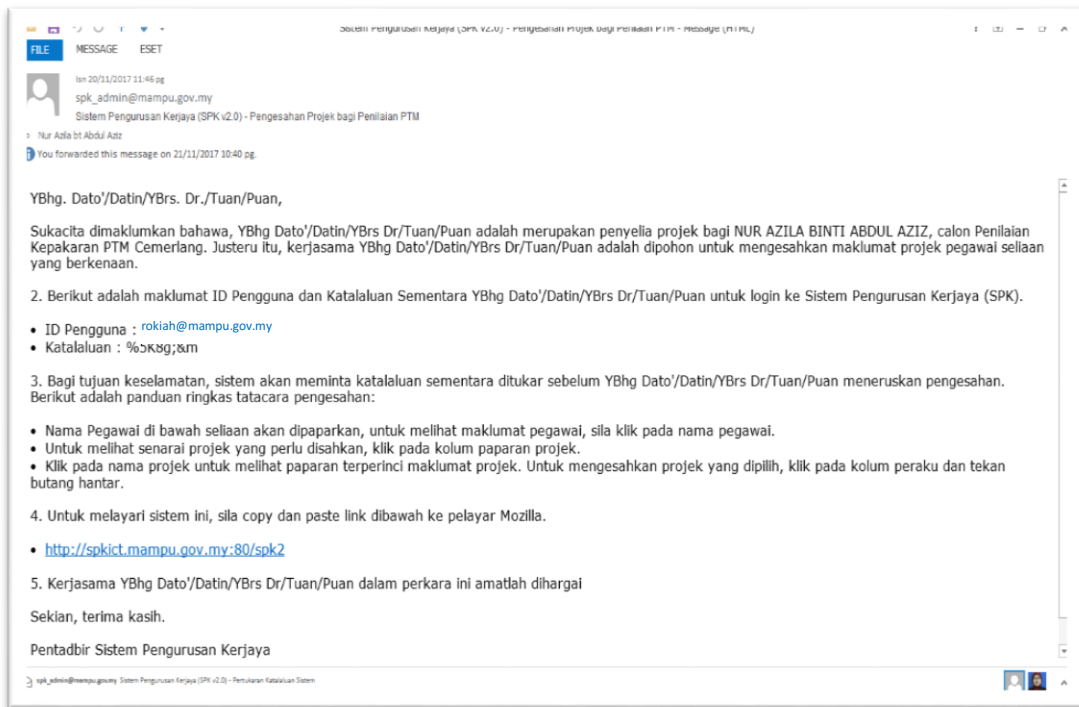 Sistem Pengurusan Kerjaya (SPK v2.0) - Pengesahan Projek bagi Penilaian PTM - Message (HTML)
FILE MESSAGE ESET
Isn 20/11/2017 11:46 pg
spk_admin@mampu.gov.my
Sistem Pengurusan Kerjaya (SPK v2.0) - Pengesahan Projek bagi Penilaian PTM
Nur Azila bt Abdul Aziz
You forwarded this message on 21/11/2017 10:40 pg.
YBhg. Dato'/Datin/YBrs. Dr./Tuan/Puan,
Sukacita dimaklumkan bahawa, YBhg Dato'/Datin/YBrs Dr/Tuan/Puan adalah merupakan penyelia projek bagi NUR AZILA BINTI ABDUL AZIZ, calon Penilaian
Kepakaran PTM Cemerlang. Justeru itu, kerjasama YBhg Dato'/Datin/YBrs Dr/Tuan/Puan adalah dipohon untuk mengesahkan maklumat projek pegawai seliaan
yang berkenaan.
2. Berikut adalah maklumat ID Pengguna dan Katalaluan Sementara YBhg Dato'/Datin/YBrs Dr/Tuan/Puan untuk login ke Sistem Pengurusan Kerjaya (SPK).
• ID Pengguna : rokiah@mampu.gov.my
• Katalaluan : %5K8g;&m
3. Bagi tujuan keselamatan, sistem akan meminta katalaluan sementara ditukar sebelum YBhg Dato'/Datin/YBrs Dr/Tuan/Puan meneruskan pengesahan.
Berikut adalah panduan ringkas tatacara pengesahan:
• Nama Pegawai di bawah seliaan akan dipaparkan, untuk melihat maklumat pegawai, sila klik pada nama pegawai.
• Untuk melihat senarai projek yang perlu disahkan, klik pada kolum paparan projek.
• Klik pada nama projek untuk melihat paparan terperinci maklumat projek. Untuk mengesahkan projek yang dipilih, klik pada kolum peraku dan tekan
butang hantar.
4. Untuk melayari sistem ini, sila copy dan paste link dibawah ke pelayar Mozilla.
• http://spkict.mampu.gov.my:80/spk2
5. Kerjasama YBhg Dato'/Datin/YBrs Dr/Tuan/Puan dalam perkara ini amatlah dihargai
Sekian, terima kasih.
Pentadbir Sistem Pengurusan Kerjaya
spk_admin@mampu.gov.my Sistem Pengurusan Kerjaya (SPK v2.0) - Pertukaran Katalaluan Sistem